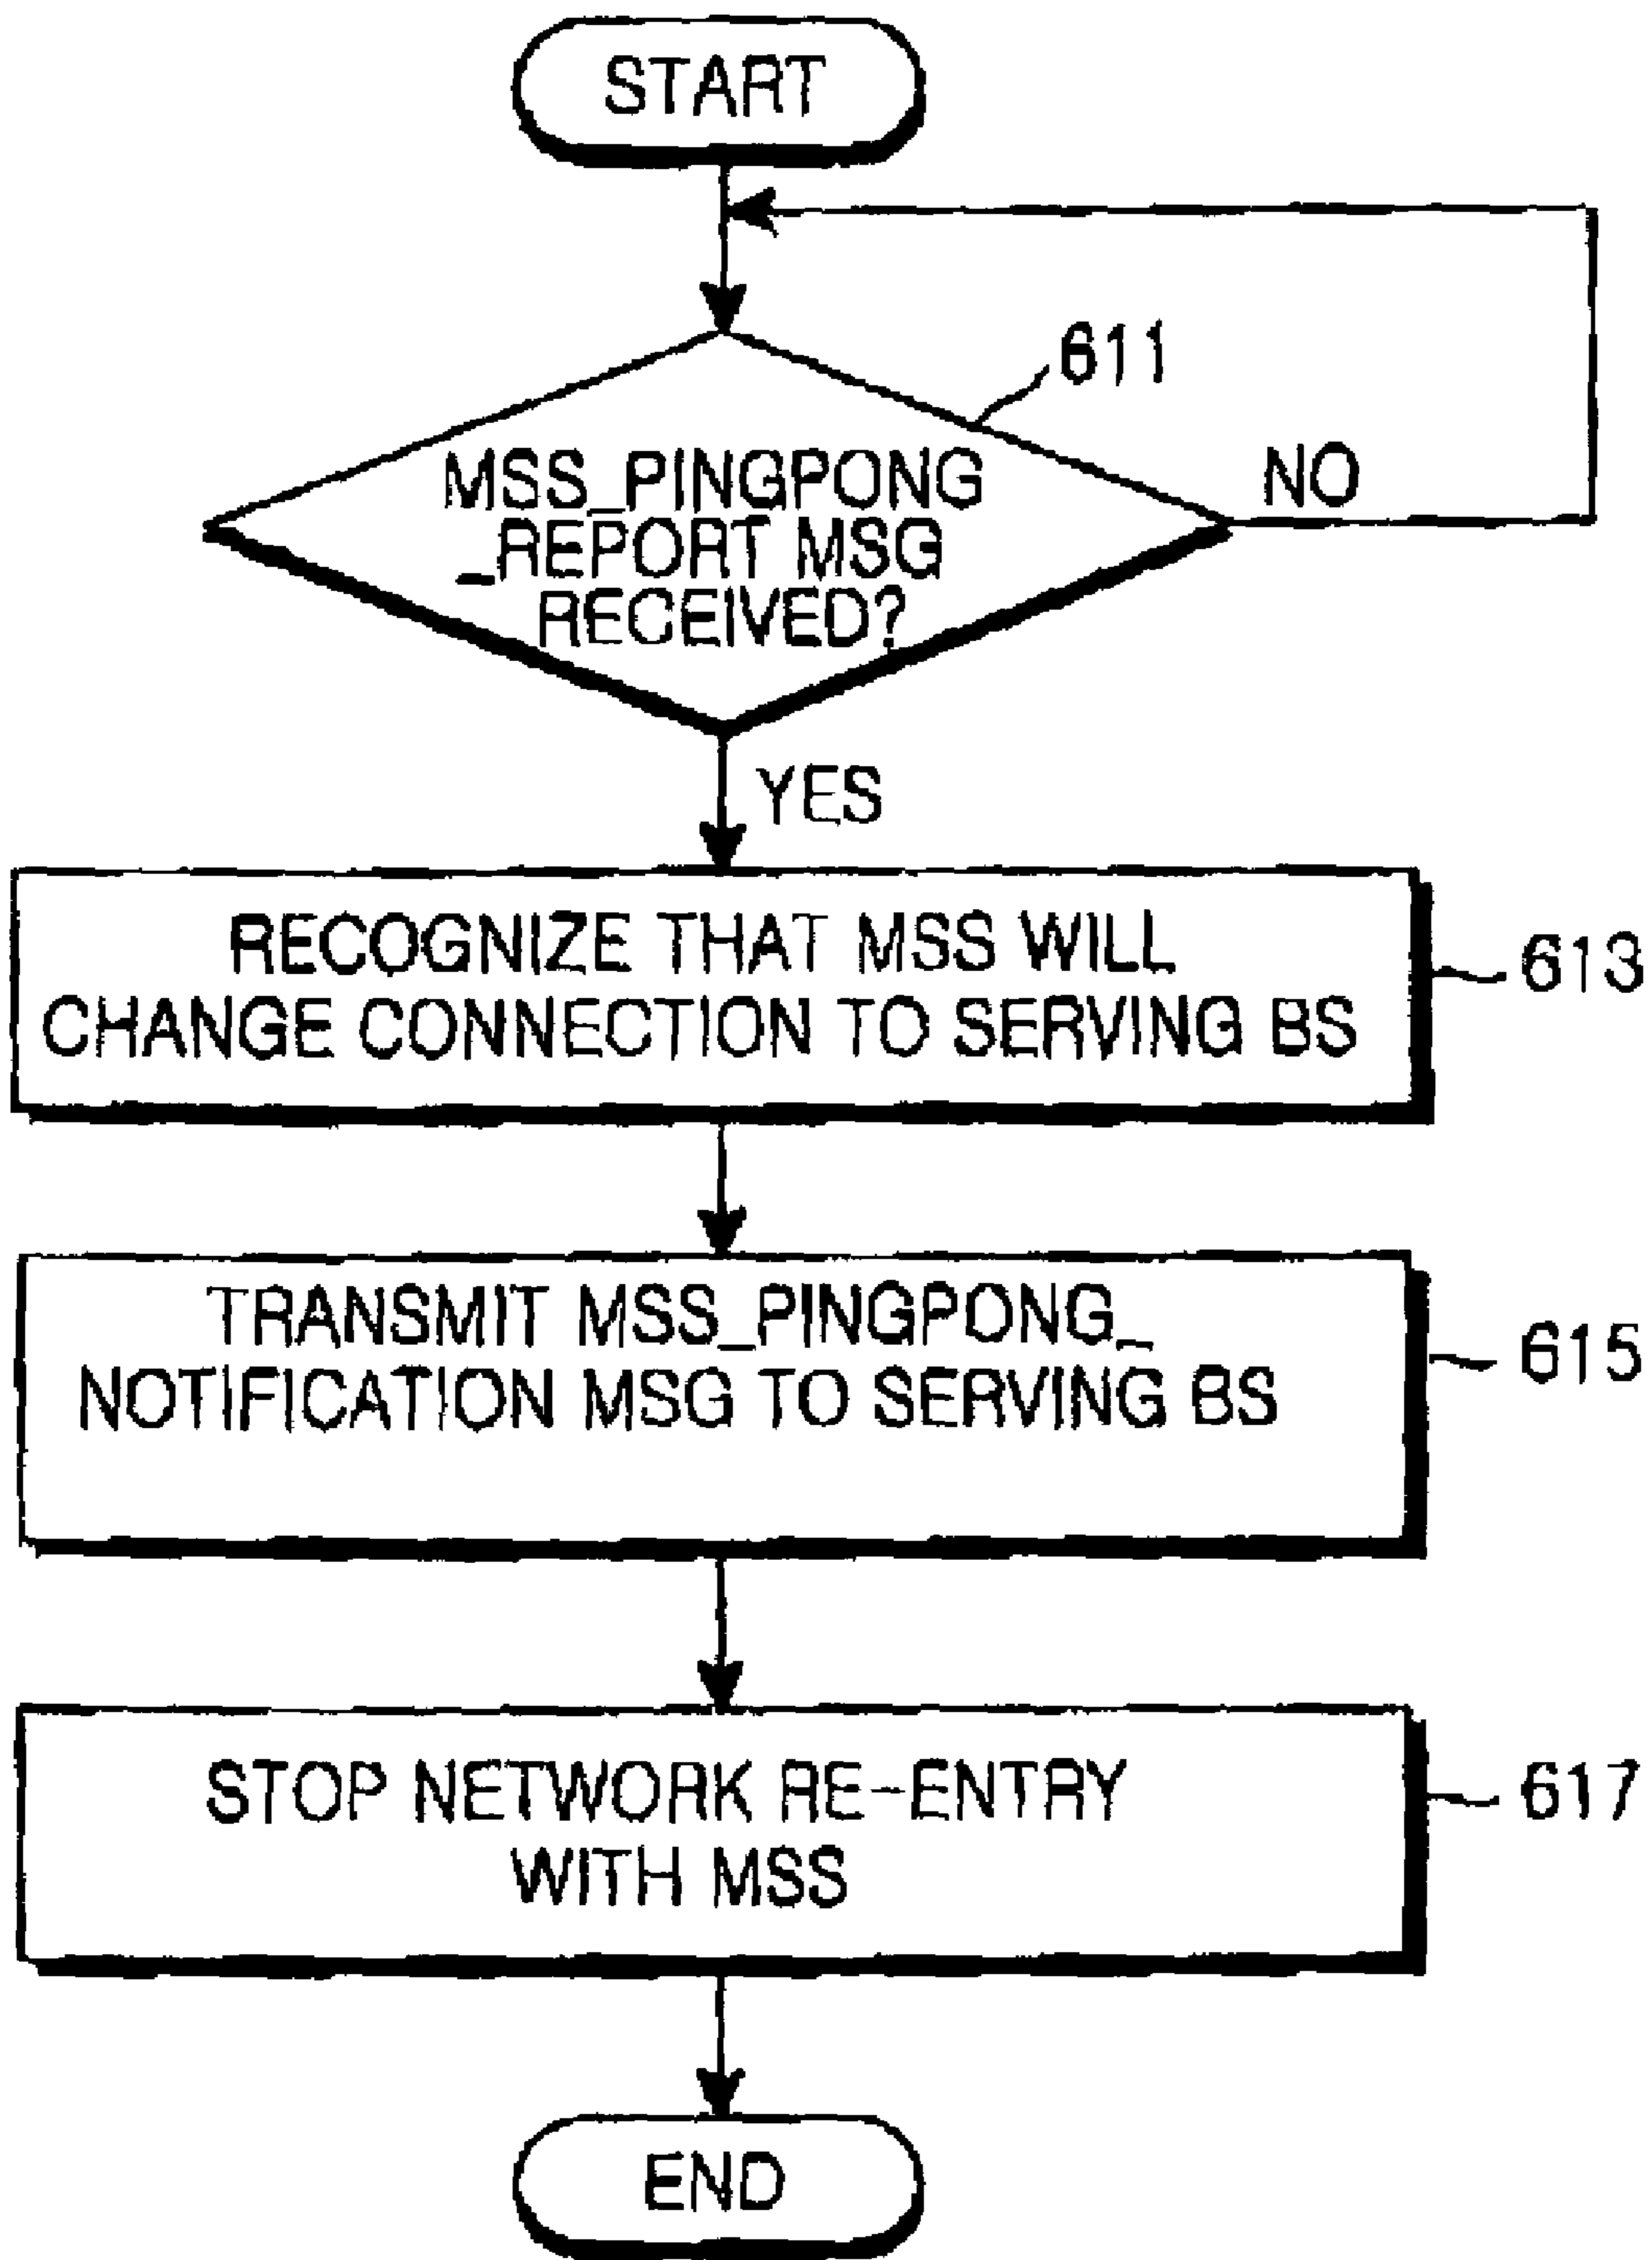 START
611
MSS_PINGPONG
_REPORT MSG
RECEIVED?
NO
YES
RECOGNIZE THAT MSS WILL
CHANGE CONNECTION TO SERVING BS
613
TRANSMIT MSS_PINGPONG_
NOTIFICATION MSG TO SERVING BS
615
STOP NETWORK RE-ENTRY
WITH MSS
617
END